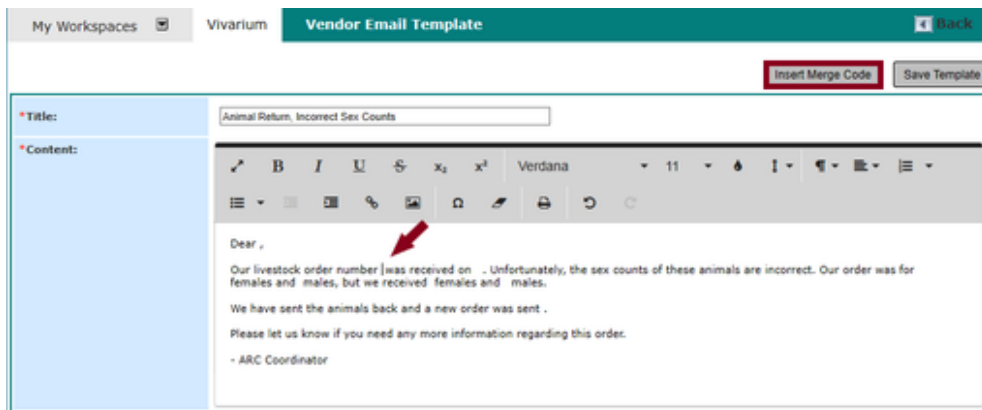 My Workspaces Vivarium Vendor Email Template Back
Insert Merge Code Save Template
*Title: Animal Return, Incorrect Sex Counts
*Content:
B I U S x₂ x² Verdana 11
Ω
Dear ,
Our livestock order number was received on . Unfortunately, the sex counts of these animals are incorrect. Our order was for
females and males, but we received females and males.
We have sent the animals back and a new order was sent .
Please let us know if you need any more information regarding this order.
- ARC Coordinator